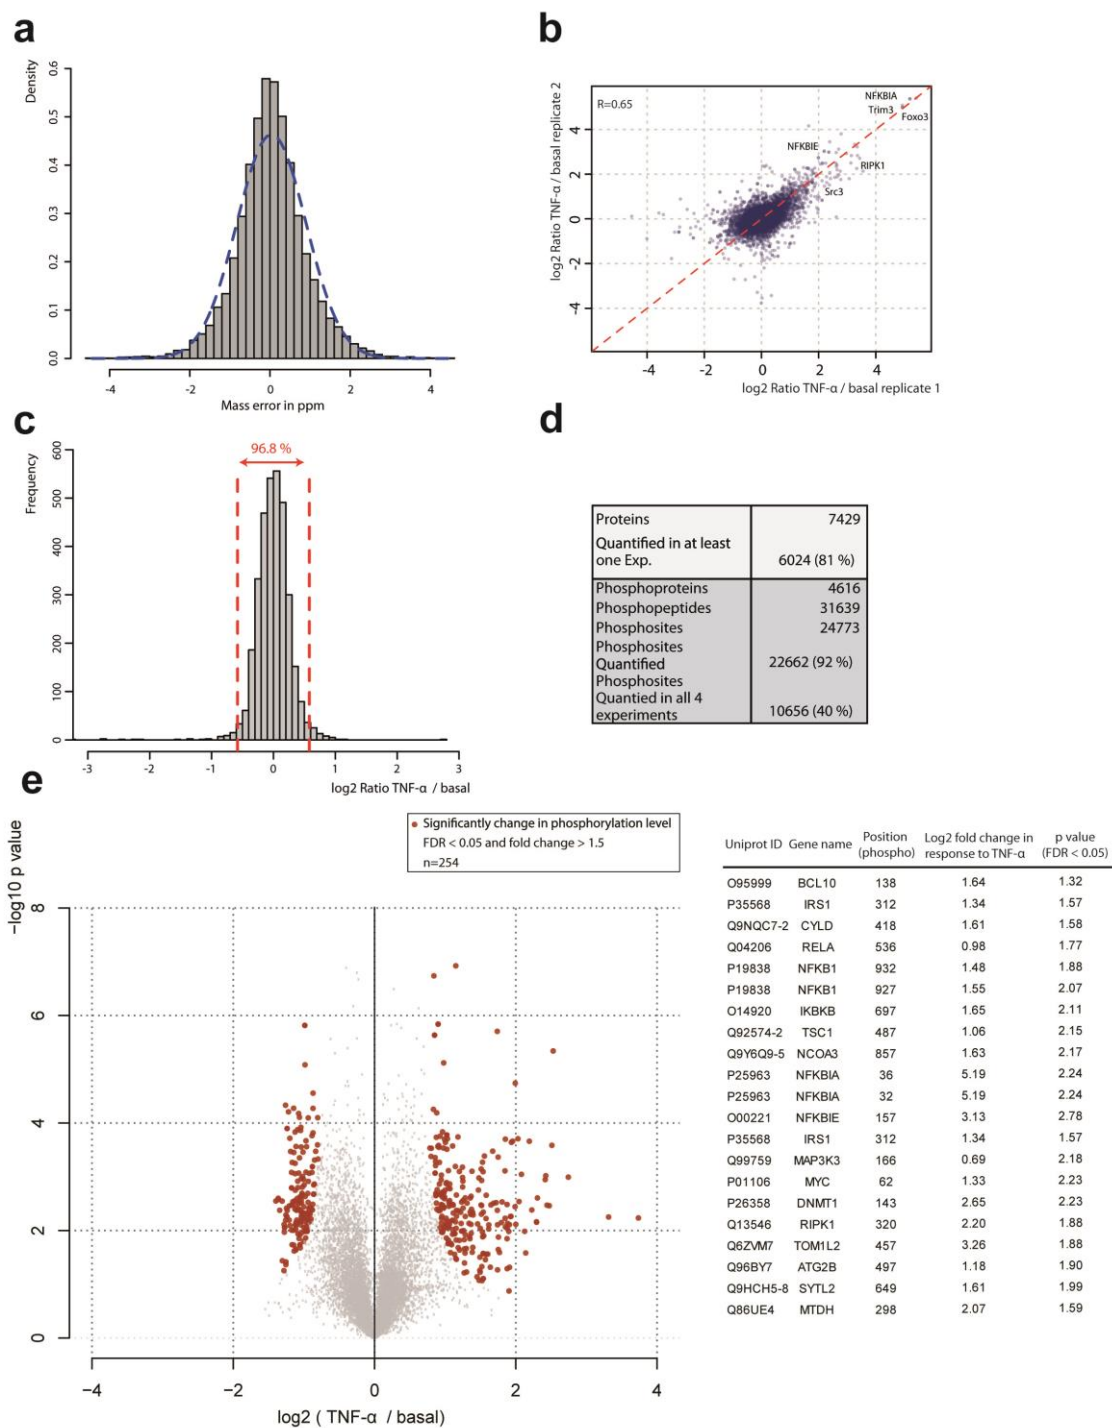 a
Density
0.0
0.1
0.2
0.3
0.4
0.5
0.6
-4
-2
0
2
4
Mass error in ppm
b
log2 Ratio TNF-α / basal replicate 2
R=0.65
NFKBIA
Trim3
Foxo3
NFKBIE
RIPK1
Src3
4
2
0
-2
-4
-4
-2
0
2
4
log2 Ratio TNF-α / basal replicate 1
c
96.8 %
Frequency
600
500
400
300
200
100
0
-3
-2
-1
0
1
2
3
log2 Ratio TNF-α / basal
d
Proteins 7429
Quantified in at least
one Exp. 6024 (81 %)
Phosphoproteins 4616
Phosphopeptides 31639
Phosphosites 24773
Phosphosites
Quantified 22662 (92 %)
Phosphosites
Quantied in all 4
experiments 10656 (40 %)
e
−log10 p value
Significantly change in phosphorylation level
FDR < 0.05 and fold change > 1.5
n=254
8
6
4
2
0
−4
−2
0
2
4
log2 ( TNF-α / basal)
Uniprot ID Gene name Position (phospho) Log2 fold change in response to TNF-α p value (FDR < 0.05)
O95999 BCL10 138 1.64 1.32
P35568 IRS1 312 1.34 1.57
Q9NQC7-2 CYLD 418 1.61 1.58
Q04206 RELA 536 0.98 1.77
P19838 NFKB1 932 1.48 1.88
P19838 NFKB1 927 1.55 2.07
O14920 IKBKB 697 1.65 2.11
Q92574-2 TSC1 487 1.06 2.15
Q9Y6Q9-5 NCOA3 857 1.63 2.17
P25963 NFKBIA 36 5.19 2.24
P25963 NFKBIA 32 5.19 2.24
O00221 NFKBIE 157 3.13 2.78
P35568 IRS1 312 1.34 1.57
Q99759 MAP3K3 166 0.69 2.18
P01106 MYC 62 1.33 2.23
P26358 DNMT1 143 2.65 2.23
Q13546 RIPK1 320 2.20 1.88
Q6ZVM7 TOM1L2 457 3.26 1.88
Q96BY7 ATG2B 497 1.18 1.90
Q9HCH5-8 SYTL2 649 1.61 1.99
Q86UE4 MTDH 298 2.07 1.59